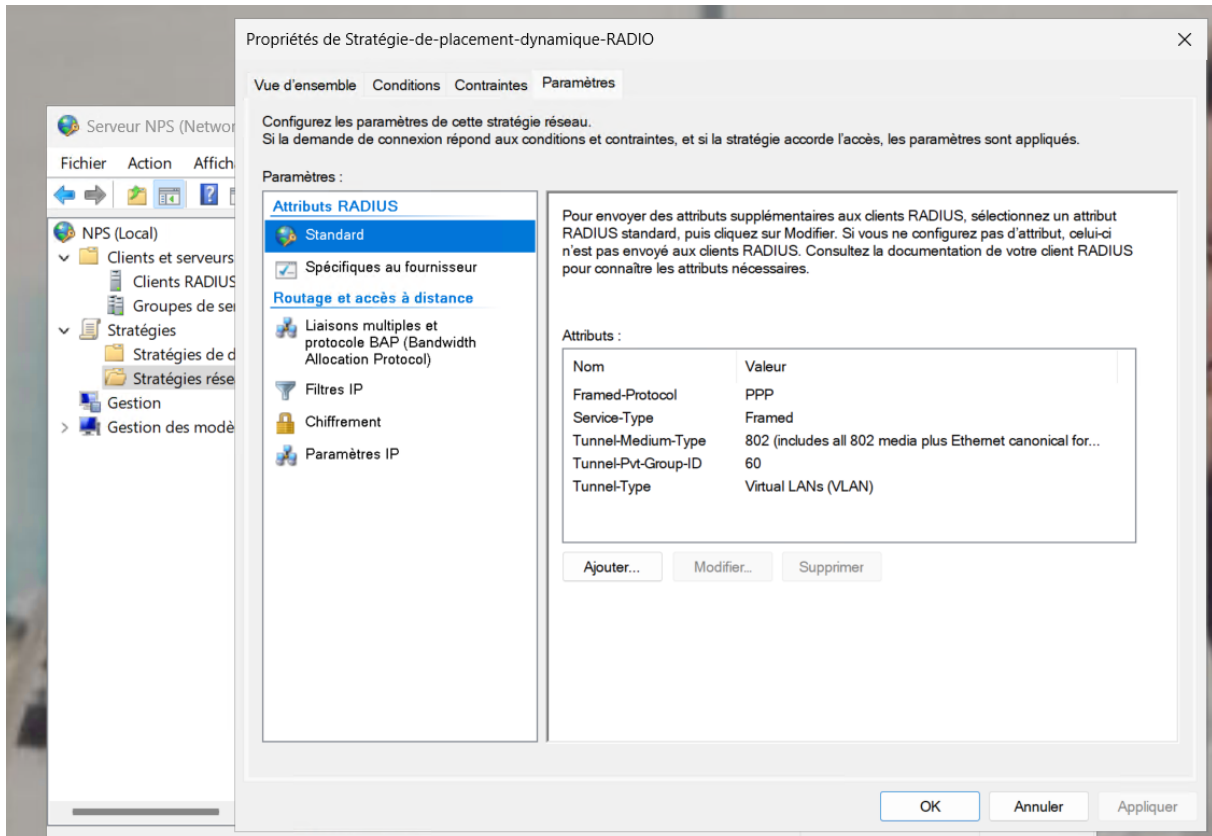 Propriétés de Stratégie-de-placement-dynamique-RADIO
Vue d'ensemble Conditions Contraintes Paramètres
Configurez les paramètres de cette stratégie réseau.
Si la demande de connexion répond aux conditions et contraintes, et si la stratégie accorde l'accès, les paramètres sont appliqués.
Paramètres :
Attributs RADIUS
Standard
Spécifiques au fournisseur
Routage et accès à distance
Liaisons multiples et
protocole BAP (Bandwidth
Allocation Protocol)
Filtres IP
Chiffrement
Paramètres IP
Pour envoyer des attributs supplémentaires aux clients RADIUS, sélectionnez un attribut
RADIUS standard, puis cliquez sur Modifier. Si vous ne configurez pas d'attribut, celui-ci
n'est pas envoyé aux clients RADIUS. Consultez la documentation de votre client RADIUS
pour connaître les attributs nécessaires.
Attributs :
Nom Valeur
Framed-Protocol PPP
Service-Type Framed
Tunnel-Medium-Type 802 (includes all 802 media plus Ethernet canonical for...
Tunnel-Pvt-Group-ID 60
Tunnel-Type Virtual LANs (VLAN)
Ajouter... Modifier... Supprimer
OK Annuler Appliquer
Serveur NPS (Networ
Fichier Action Affich
NPS (Local)
Clients et serveurs
Clients RADIUS
Groupes de ser
Stratégies
Stratégies de d
Stratégies rése
Gestion
Gestion des modè